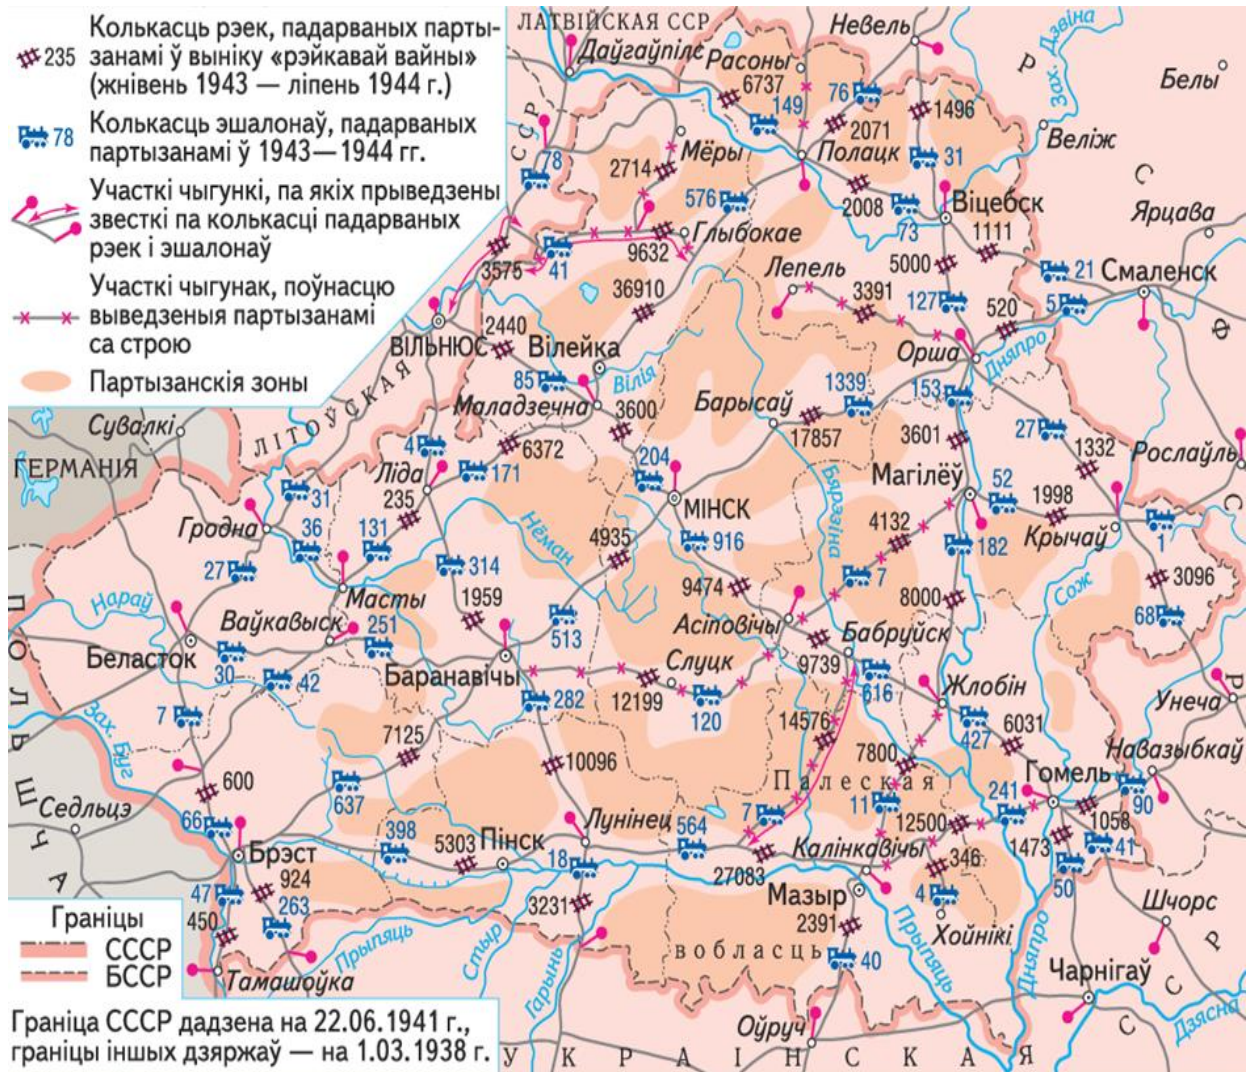 Колькасць рэек, падарваных парты-
235 занамі ў выніку «рэйкавай вайны»
(жнівень 1943 — ліпень 1944 г.)
Колькасць эшалонаў, падарваных
78 партызанамі ў 1943—1944 гг.
Участкі чыгункі, па якіх прыведзены
звесткі па колькасці падарваных
рэек і эшалонаў
Участкі чыгунак, поўнасцю
выведзеныя партызанамі
са строю
Партызанскія зоны
ЛАТВІЙСКАЯ ССР
Невель
Даўгаўпілс
Расоны
Зах. Дзвіна
Р
Белы
6737
76
149
1496
2071
Веліж
ССР
Мёры
Полацк
31
78
2714
С
576
2008
Віцебск
Ярцава
73
1111
Глыбокае
9632
41
3575
5000
21
Смаленск
Лепель
36910
3391
127
520
5
Ф
2440
ВІЛЬНЮС
Вілейка
Орша
Дняпро
85
Вілія
1339
153
Маладзечна
Барысаў
3600
17857
27
Сувалкі
ЛІТОЎСКАЯ
6372
3601
1332
4
Рослаўль
ГЕРМАНІЯ
Ліда
171
204
Магілёў
52
235
31
МІНСК
Бярэзіна
С
Гродна
36
131
Нёман
4132
1998
4935
916
182
Крычаў
1
27
314
7
9474
3096
Масты
1959
8000
Сож
Нараў
Ваўкавыск
251
513
Асіповічы
68
Бабруйск
ПОЛЬШЧА
Беласток
30
42
Баранавічы
Слуцк
9739
616
Р
12199
Жлобін
Унеча
7
282
120
Зах. Буг
14576
427
6031
7125
7800
Навазыбкаў
10096
Палеская
Гомель
600
637
241
90
Седльцэ
11
7
1058
66
Лунінец
12500
398
5303
Пінск
564
1473
41
Брэст
Калінкавічы
346
18
27083
924
50
47
Мазыр
4
263
Шчорс
450
3231
2391
Хойнікі
Граніцы
СССР
БССР
Прыпяць
Стыр
Гарынь
вобласць
40
Прыпяць
Дняпро
Р
Тамашоўка
Чарнігаў
С
Граніца СССР дадзена на 22.06.1941 г.,
граніцы іншых дзяржаў — на 1.03.1938 г.
Оўруч
С
Дзясна
УКРАІНСКАЯ